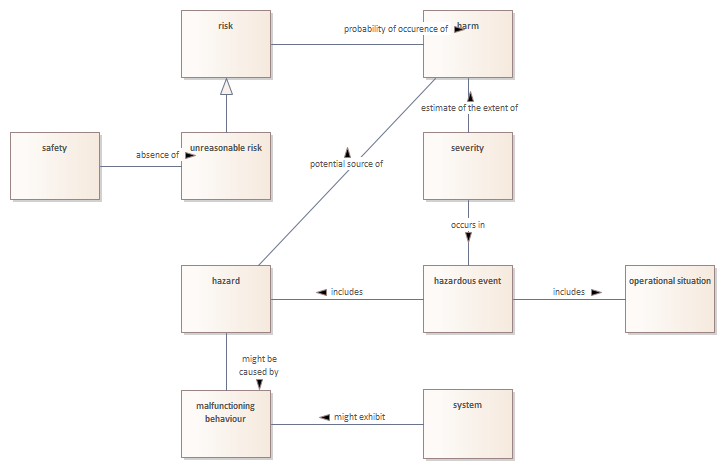 risk
probability of occurence of
harm
estimate of the extent of
safety
absence of
unreasonable risk
potential source of
severity
occurs in
hazard
includes
hazardous event
includes
operational situation
might be
caused by
malfunctioning
behaviour
might exhibit
system